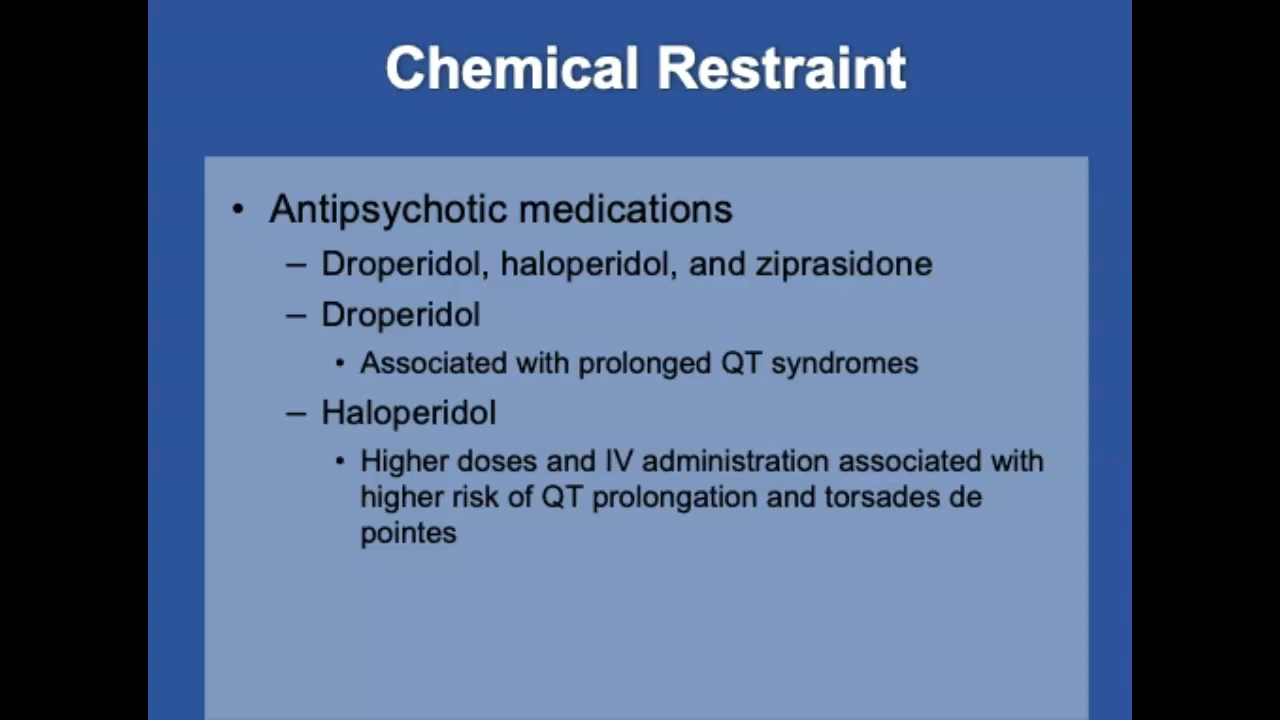 Chemical Restraint
• Antipsychotic medications
– Droperidol, haloperidol, and ziprasidone
– Droperidol
• Associated with prolonged QT syndromes
– Haloperidol
• Higher doses and IV administration associated with
higher risk of QT prolongation and torsades de
pointes